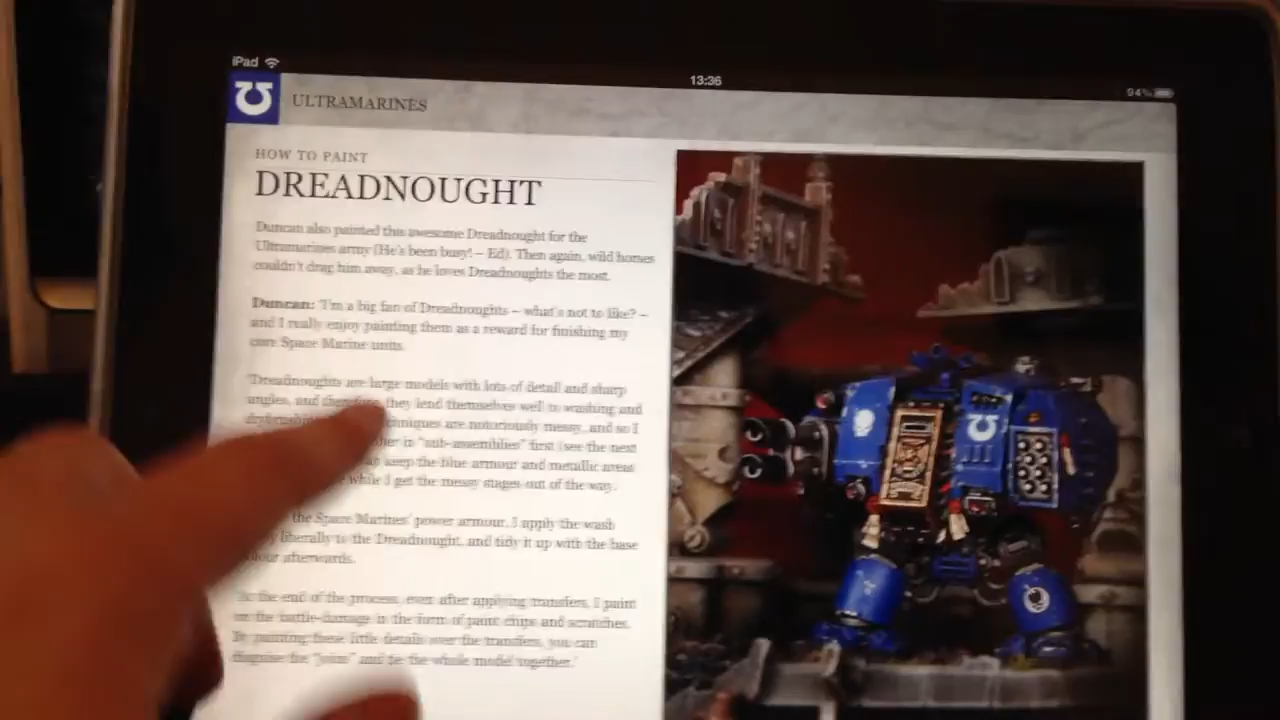 iPad
13:36
94%
ULTRAMARINES
HOW TO PAINT
DREADNOUGHT
Duncan also painted this awesome Dreadnought for the
Ultramarines army (He's been busy! – Ed). Then again, wild horses
couldn't drag him away, as he loves Dreadnoughts the most.
Duncan: 'I'm a big fan of Dreadnoughts – what's not to like? –
and I really enjoy painting them as a reward for finishing my
core Space Marine units.
'Dreadnoughts are large models with lots of detail and sharp
angles, and therefore they lend themselves well to washing and
techniques are notoriously messy, and so I
in "sub-assemblies" first (see the next
keep the blue armour and metallic areas
while I get the messy stages out of the way.
the Space Marines' power armour, I apply the wash
liberally to the Dreadnought, and tidy it up with the base
afterwards.
the end of the process, even after applying transfers, I paint
on the battle-damage in the form of paint chips and scratches.
By painting these little details over the transfers, you can
disguise the "joins" and tie the whole model together.'